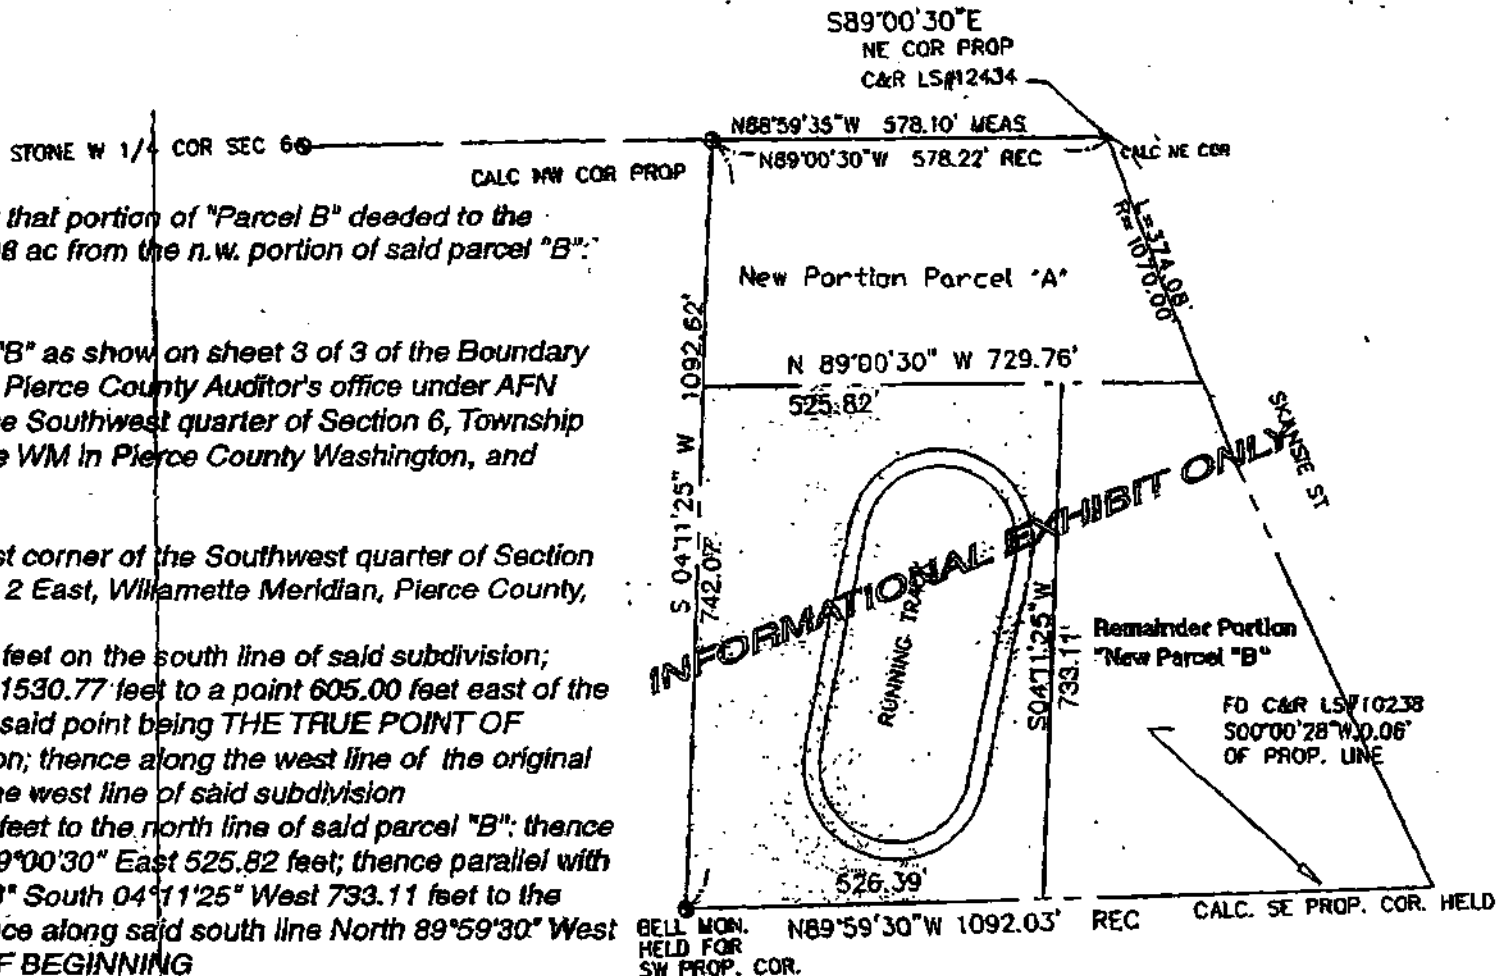 S89°00'30"E
NE COR PROP
C&R LS#12434
STONE W 1/4 COR SEC 6
N88°59'35"W 578.10' MEAS
N89°00'30"W 578.22' REC
CALC NE COR
CALC NW COR PROP
that portion of "Parcel B" deeded to the
8 ac from the n.w. portion of said parcel "B":
L=374.08'
R=1070.00'
New Portion Parcel "A"
"B" as show on sheet 3 of 3 of the Boundary
Pierce County Auditor's office under AFN
e Southwest quarter of Section 6, Township
e WM in Pierce County Washington, and
S 04°11'25" W 1092.62'
742.07'
N 89°00'30" W 729.76'
525.82'
SKANSIE ST
INFORMATIONAL EXHIBIT ONLY
RUNNING TRACK
st corner of the Southwest quarter of Section
2 East, Willamette Meridian, Pierce County,
feet on the south line of said subdivision;
1530.77 feet to a point 605.00 feet east of the
said point being THE TRUE POINT OF
on; thence along the west line of the original
he west line of said subdivision
feet to the north line of said parcel "B": thence
9°00'30" East 525.82 feet; thence parallel with
" South 04°11'25" West 733.11 feet to the
ce along said south line North 89°59'30" West
F BEGINNING
S04°11'25"W
733.11'
Remainder Portion
"New Parcel "B"
FD C&R LS#10238
S00°00'28"W 0.06'
OF PROP. LINE
526.39'
BELL MON.
HELD FOR
SW PROP. COR.
N89°59'30"W 1092.03' REC
CALC. SE PROP. COR. HELD